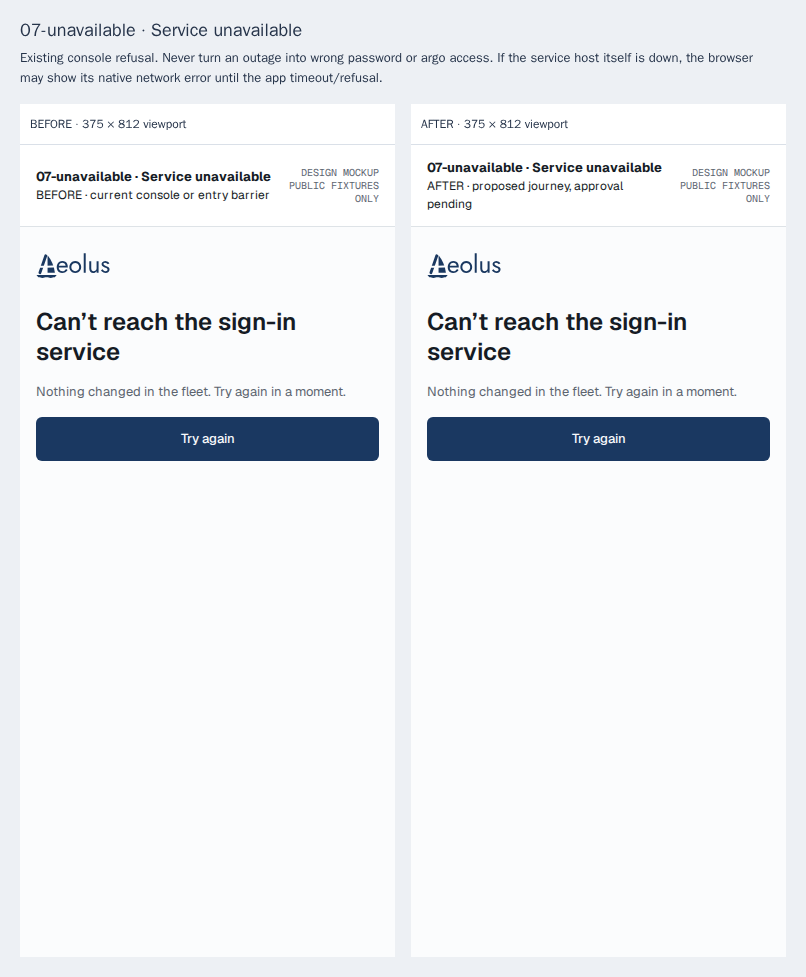 07-unavailable · Service unavailable
Existing console refusal. Never turn an outage into wrong password or argo access. If the service host itself is down, the browser
may show its native network error until the app timeout/refusal.
BEFORE · 375 × 812 viewport
07-unavailable · Service unavailable
BEFORE · current console or entry barrier
DESIGN MOCKUP
PUBLIC FIXTURES
ONLY
Aeolus
Can’t reach the sign-in
service
Nothing changed in the fleet. Try again in a moment.
Try again
AFTER · 375 × 812 viewport
07-unavailable · Service unavailable
AFTER · proposed journey, approval
pending
DESIGN MOCKUP
PUBLIC FIXTURES
ONLY
Aeolus
Can’t reach the sign-in
service
Nothing changed in the fleet. Try again in a moment.
Try again